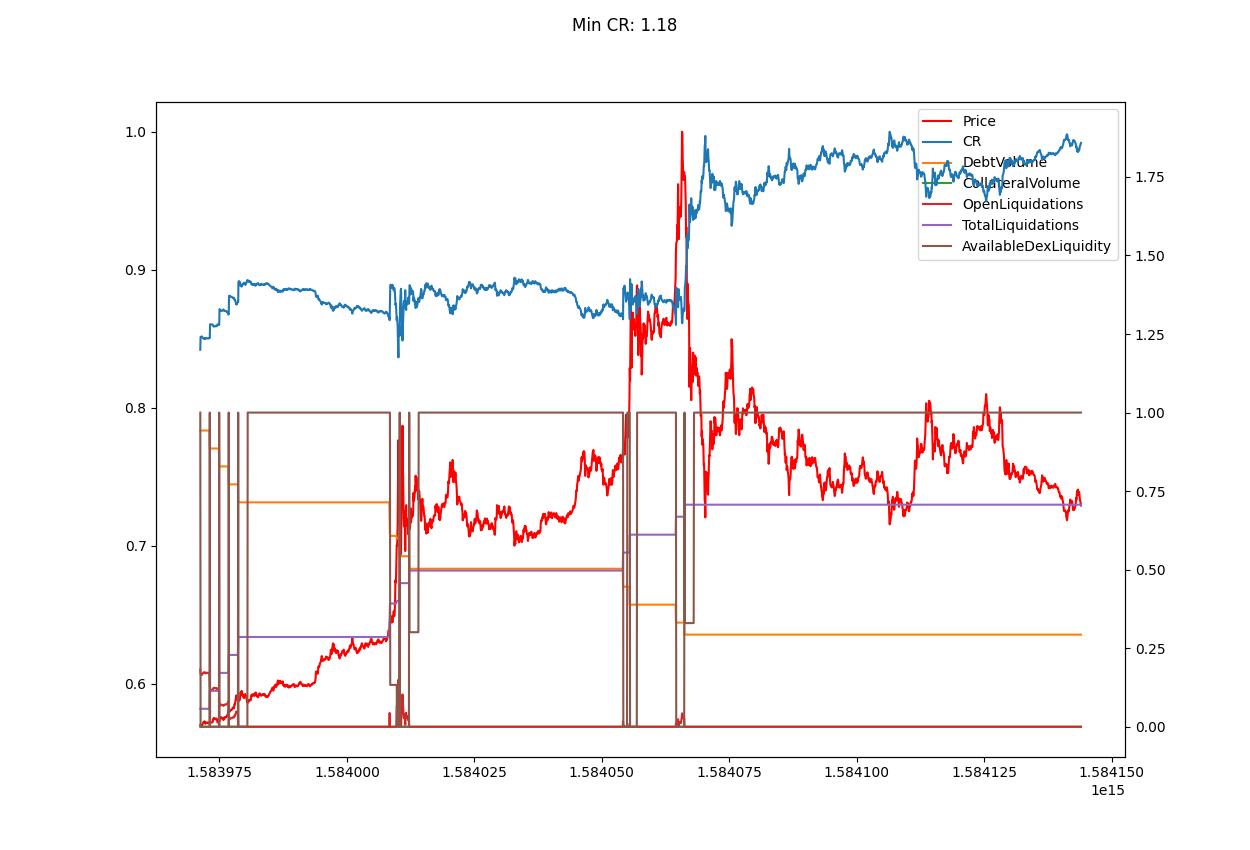 Min CR: 1.18
1.0
0.9
0.8
0.7
0.6
Price
CR
DebtVolume
CollateralVolume
OpenLiquidations
TotalLiquidations
AvailableDexLiquidity
1.75
1.50
1.25
1.00
0.75
0.50
0.25
0.00
1.583975 1.584000 1.584025 1.584050 1.584075 1.584100 1.584125 1.584150
1e15